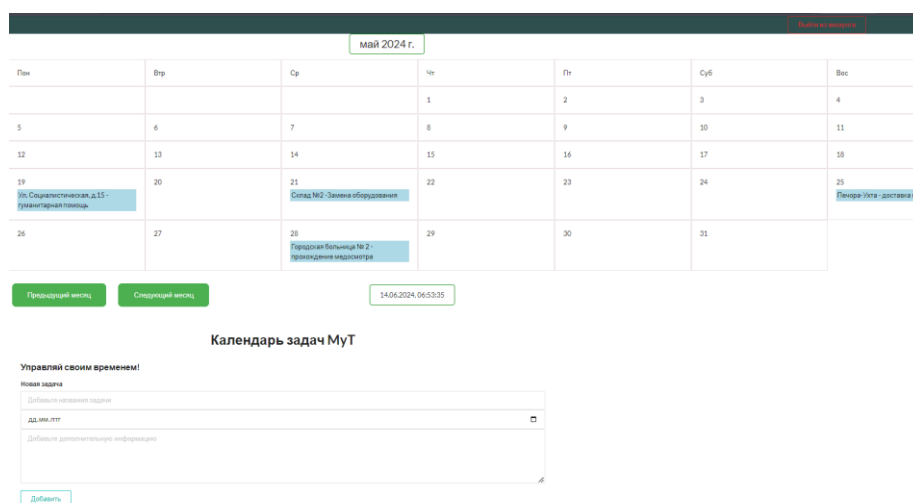 Выйти из аккаунта
май 2024 г.
Пон Втр Ср Чт Пт Суб Вос
1 2 3 4
5 6 7 8 9 10 11
12 13 14 15 16 17 18
19 20 21 22 23 24 25
Ул. Социалистическая, д.15 - Склад №2 -Замена оборудования Печора-Ухта - доставка
гуманитарная помощь
26 27 28 29 30 31
Городская больница № 2 -
прохождение медосмотра
Предыдущий месяц Следующий месяц 14.06.2024, 06:53:35
Календарь задач MyT
Управляй своим временем!
Новая задача
Добавьте название задачи
дд.мм.гггг
Добавьте дополнительную информацию
Добавить